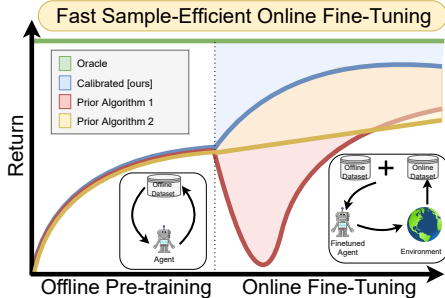 Fast Sample-Efficient Online Fine-Tuning
Return
Oracle
Calibrated [ours]
Prior Algorithm 1
Prior Algorithm 2
Offline
Dataset
Agent
Offline
Dataset
Online
Dataset
+
Finetuned
Agent
Environment
Offline Pre-training
Online Fine-Tuning